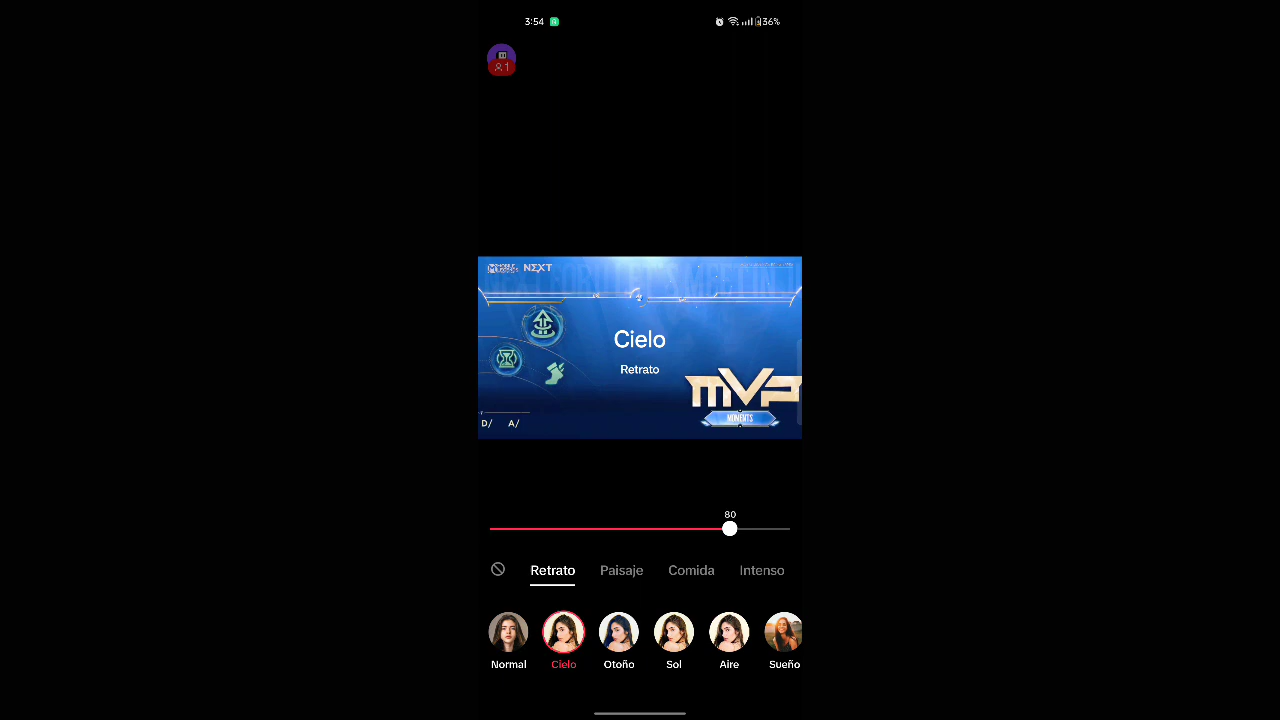 3:54
36%
1
NEXT
Cielo
Retrato
MVP
MOMENTS
D/ A/
80
Retrato Paisaje Comida Intenso
Normal Cielo Otoño Sol Aire Sueño